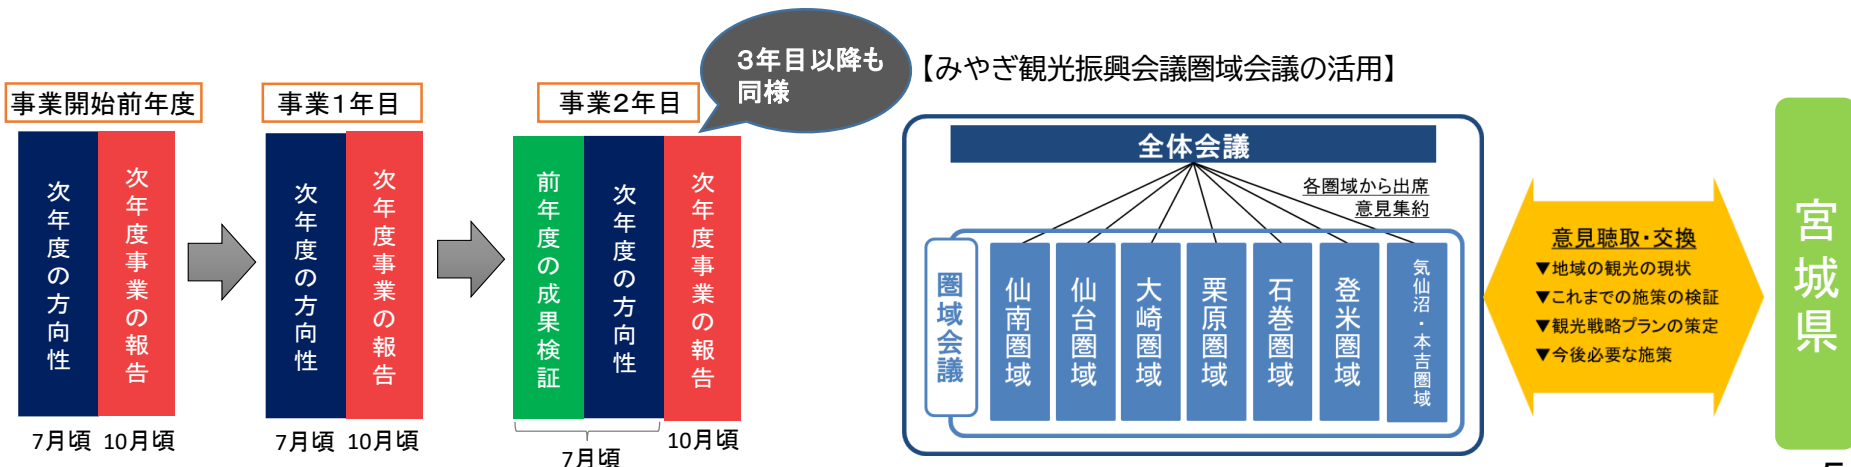 事業開始前年度
次年度の方向性
次年度事業の報告
7月頃
10月頃
事業1年目
次年度の方向性
次年度事業の報告
7月頃
10月頃
事業2年目
前年度の成果検証
次年度の方向性
次年度事業の報告
7月頃
10月頃
3年目以降も
同様
【みやぎ観光振興会議圏域会議の活用】
全体会議
各圏域から出席
意見集約
圏域会議
仙南圏域
仙台圏域
大崎圏域
栗原圏域
石巻圏域
登米圏域
気仙沼・本吉圏域
意見聴取・交換
▼地域の観光の現状
▼これまでの施策の検証
▼観光戦略プランの策定
▼今後必要な施策
宮城県